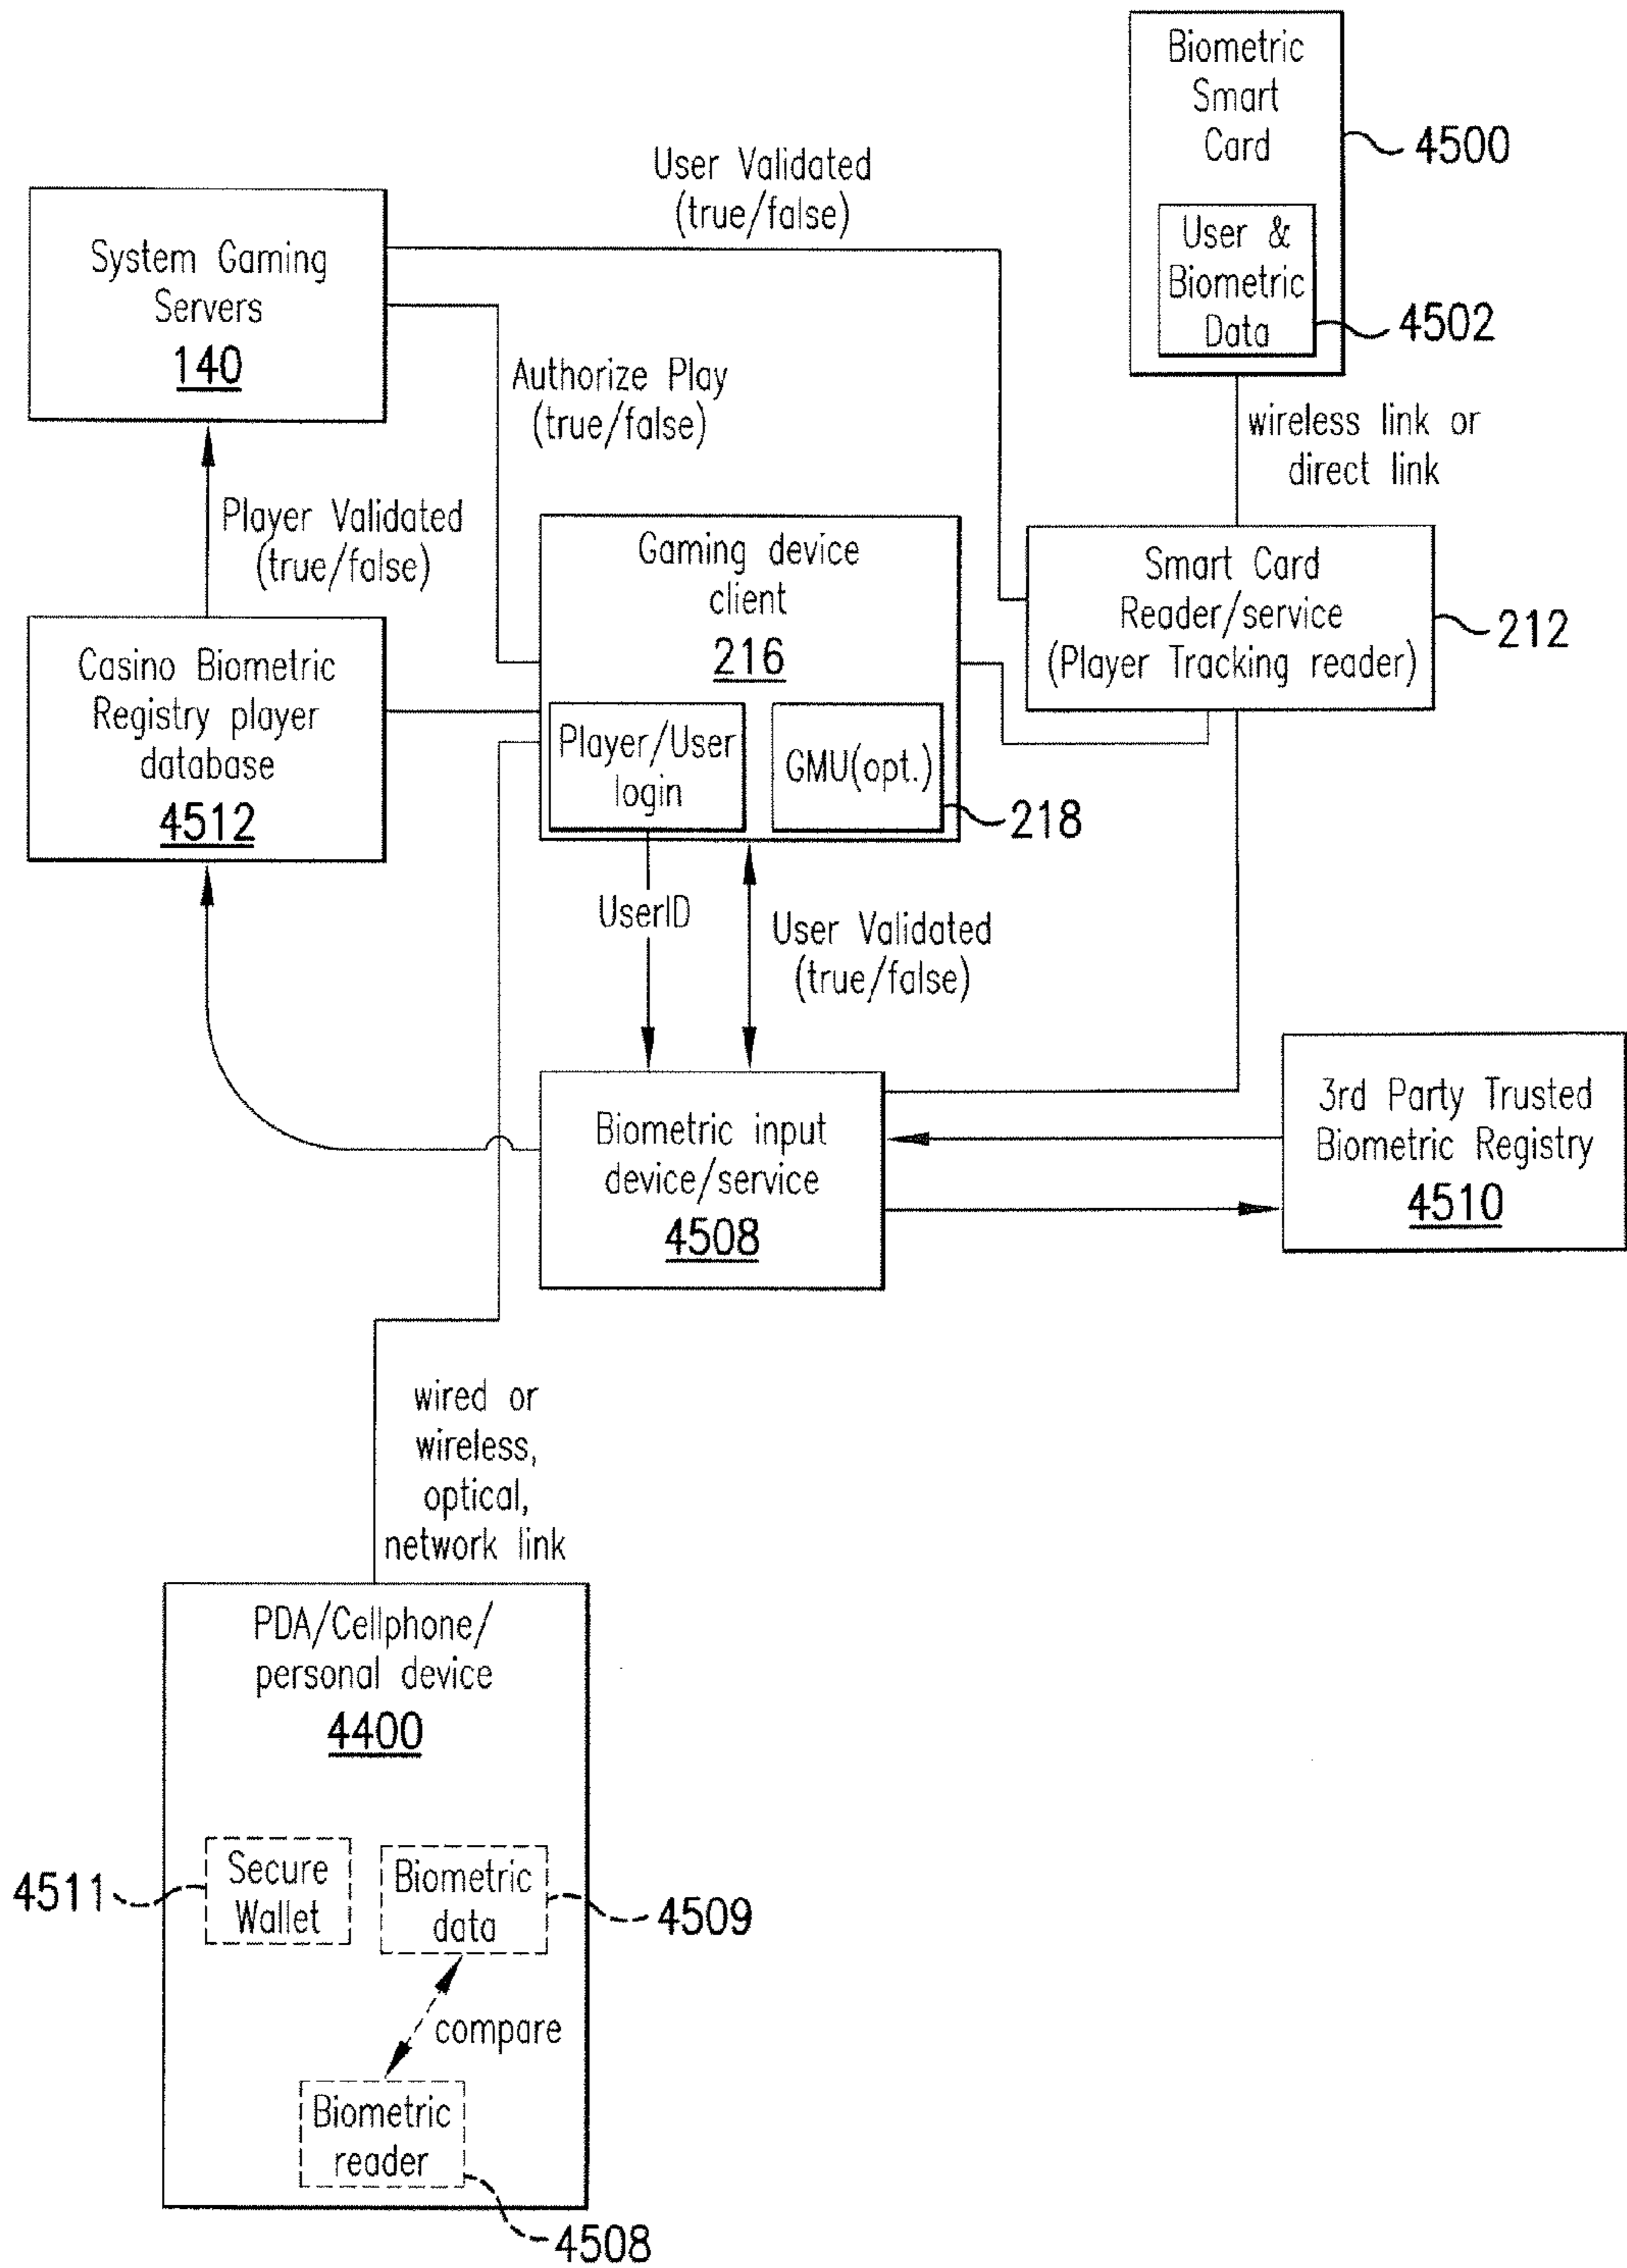 Biometric
Smart
Card
4500
User &
Biometric
Data
4502
User Validated
(true/false)
System Gaming
Servers
140
Authorize Play
(true/false)
wireless link or
direct link
Player Validated
(true/false)
Gaming device
client
216
Smart Card
Reader/service
(Player Tracking reader)
212
Casino Biometric
Registry player
database
4512
Player/User
login
GMU(opt.)
218
UserID
User Validated
(true/false)
Biometric input
device/service
4508
3rd Party Trusted
Biometric Registry
4510
wired or
wireless,
optical,
network link
PDA/Cellphone/
personal device
4400
4511
Secure
Wallet
Biometric
data
4509
compare
Biometric
reader
4508